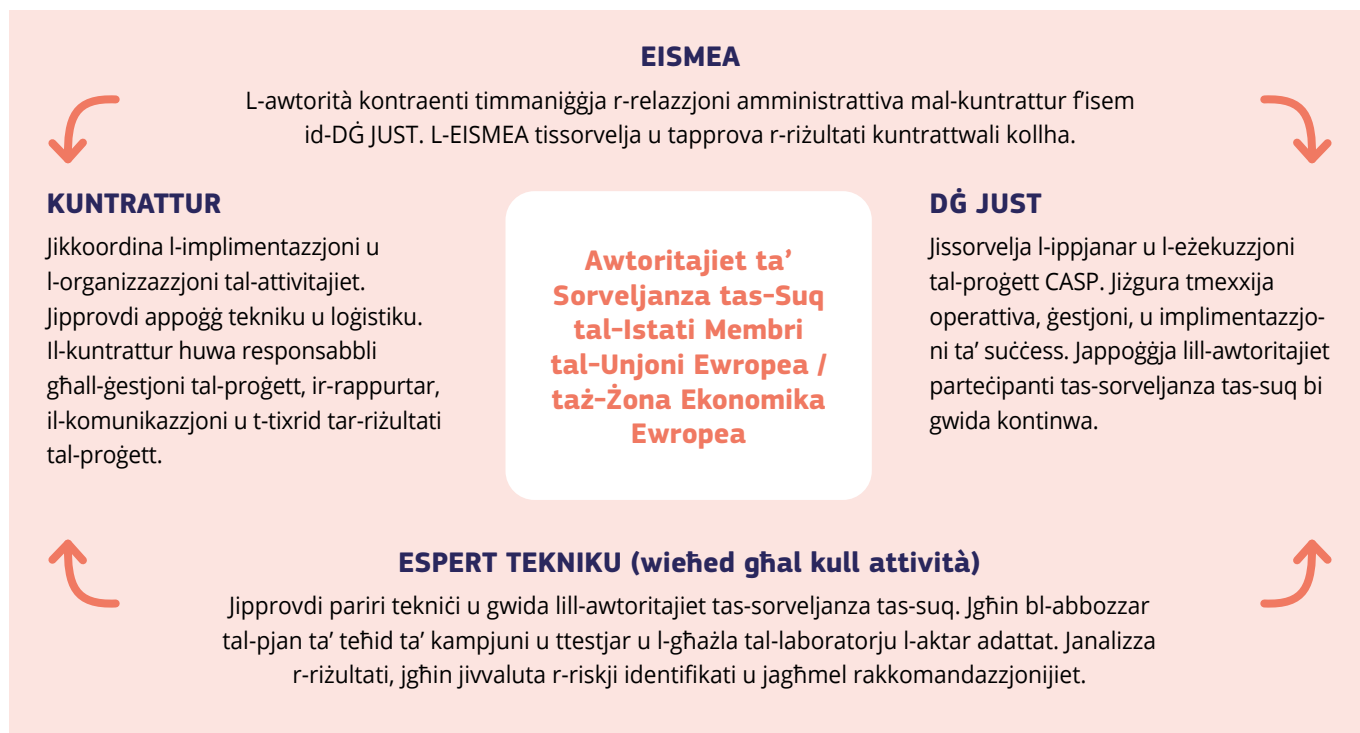 EISMEA
L-awtorità kontraenti timmaniġġja r-relazzjoni amministrattiva mal-kuntrattur f'isem
id-DĠ JUST. L-EISMEA tissorvelja u tapprova r-riżultati kuntrattwali kollha.
KUNTRATTUR
Jikkoordina l-implimentazzjoni u
l-organizzazzjoni tal-attivitajiet.
Jipprovdi appoġġ tekniku u loġistiku.
Il-kuntrattur huwa responsabbli
għall-ġestjoni tal-proġett, ir-rappurtar,
il-komunikazzjoni u t-tixrid tar-riżultati
tal-proġett.
Awtoritajiet ta’
Sorveljanza tas-Suq
tal-Istati Membri
tal-Unjoni Ewropea /
taż-Żona Ekonomika
Ewropea
DĠ JUST
Jissorvelja l-ippjanar u l-eżekuzzjoni
tal-proġett CASP. Jiżgura tmexxija
operattiva, ġestjoni, u implimentazzjo-
ni ta’ suċċess. Jappoġġja lill-awtoritajiet
parteċipanti tas-sorveljanza tas-suq bi
gwida kontinwa.
ESPERT TEKNIKU (wieħed għal kull attività)
Jipprovdi pariri tekniċi u gwida lill-awtoritajiet tas-sorveljanza tas-suq. Jgħin bl-abbozzar
tal-pjan ta’ teħid ta’ kampjuni u ttestjar u l-għażla tal-laboratorju l-aktar adattat. Janalizza
r-riżultati, jgħin jivvaluta r-riskji identifikati u jagħmel rakkomandazzjonijiet.